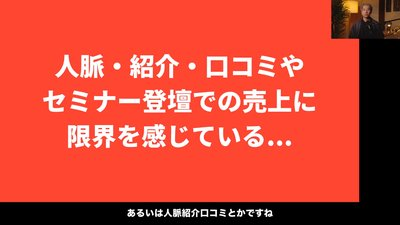 人脈・紹介・口コミや
セミナー登壇での売上に
限界を感じている...
あるいは人脈紹介口コミとかですね